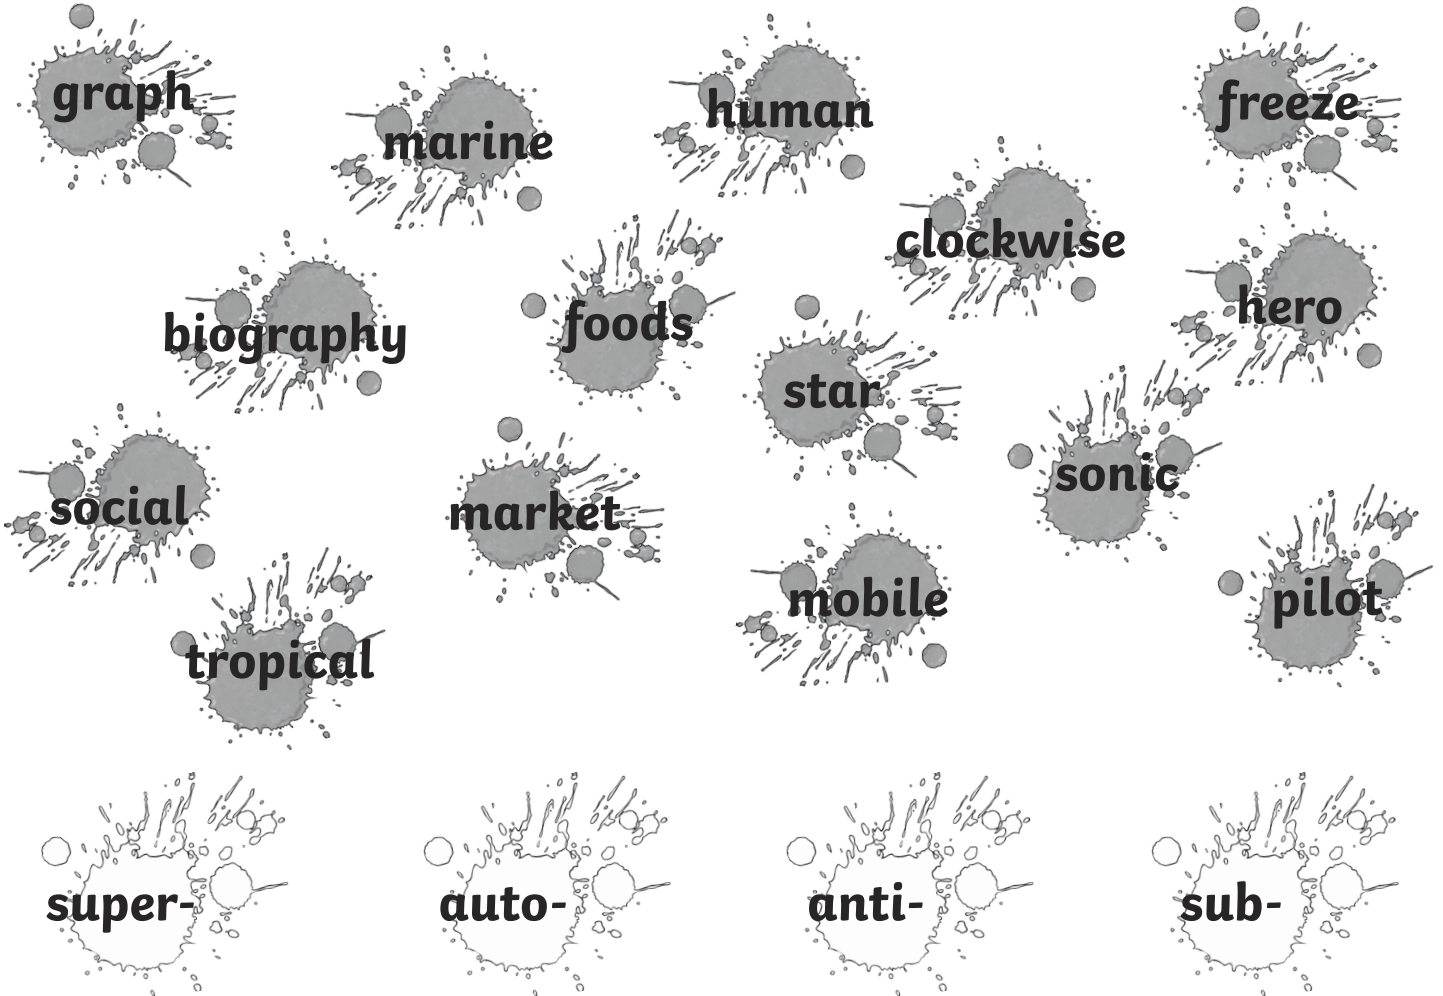 graph
marine
human
freeze
clockwise
biography
foods
hero
star
social
market
sonic
mobile
pilot
tropical
super-
auto-
anti-
sub-